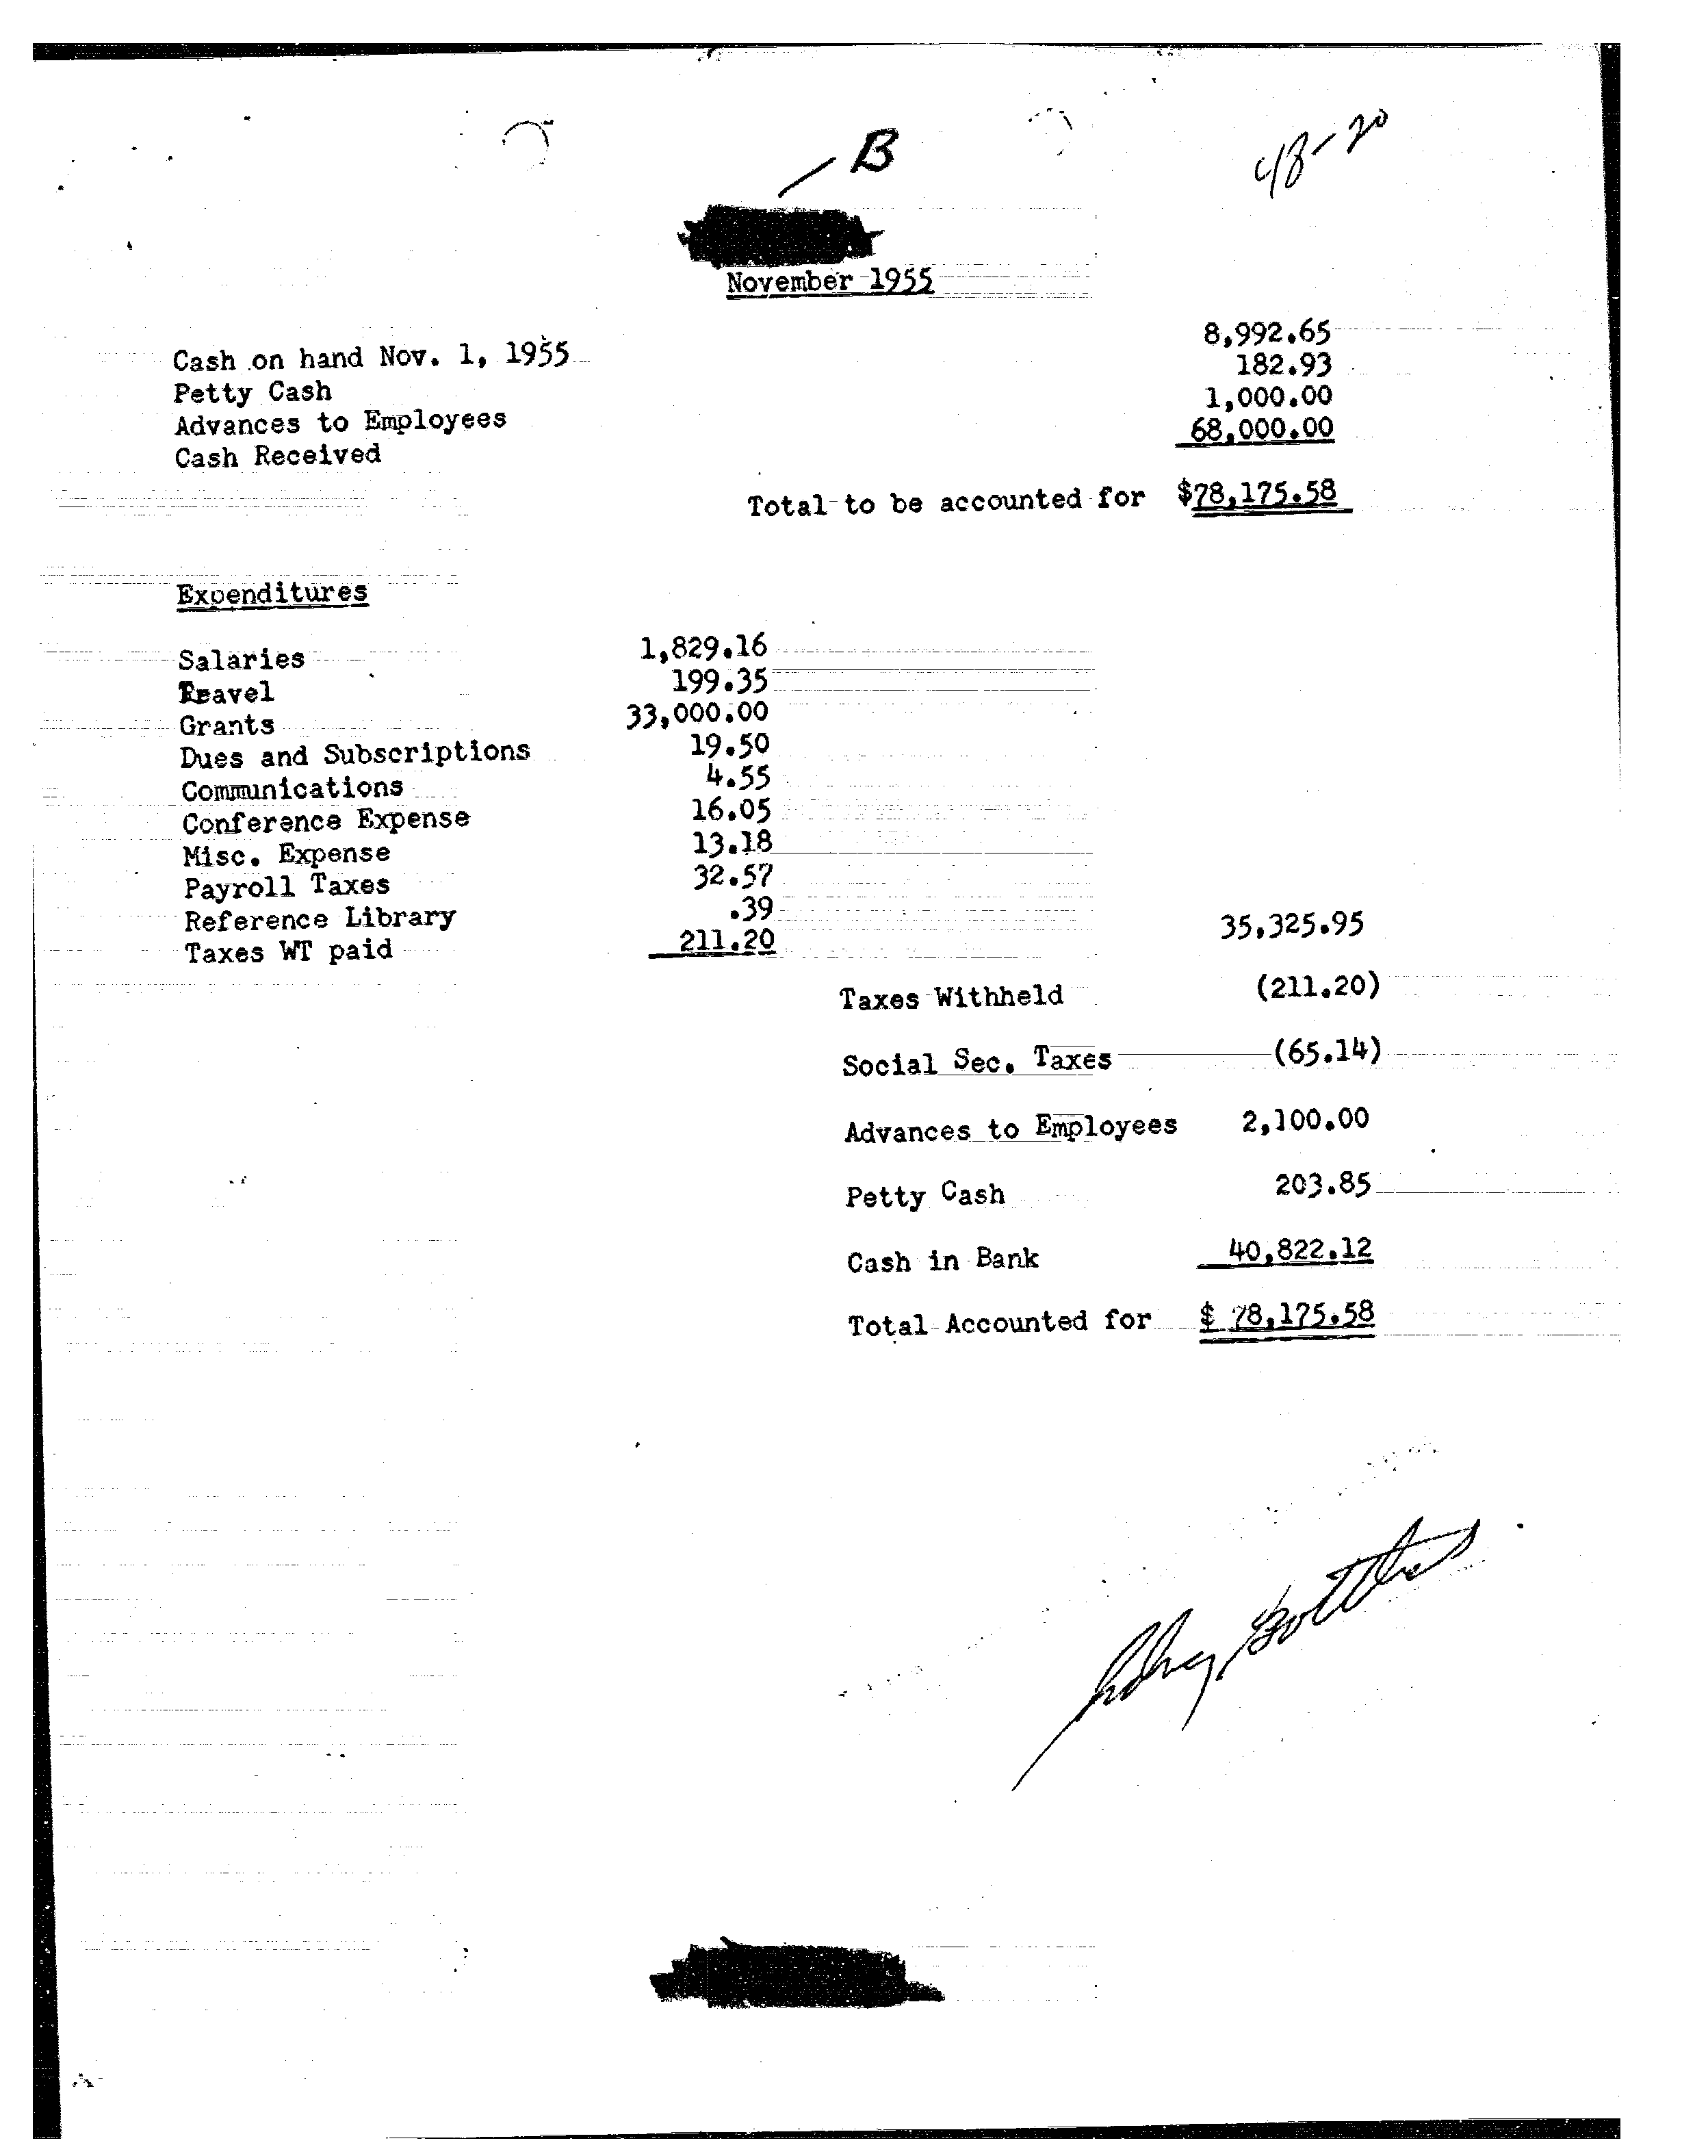 B
48-20
November 1955
Cash on hand Nov. 1, 1955 8,992.65
Petty Cash 182.93
Advances to Employees 1,000.00
Cash Received 68,000.00
Total to be accounted for $78,175.58
Expenditures
Salaries 1,829.16
Travel 199.35
Grants 33,000.00
Dues and Subscriptions 19.50
Communications 4.55
Conference Expense 16.05
Misc. Expense 13.18
Payroll Taxes 32.57
Reference Library .39
Taxes WT paid 211.20 35,325.95
Taxes Withheld (211.20)
Social Sec. Taxes (65.14)
Advances to Employees 2,100.00
Petty Cash 203.85
Cash in Bank 40,822.12
Total Accounted for $ 78,175.58